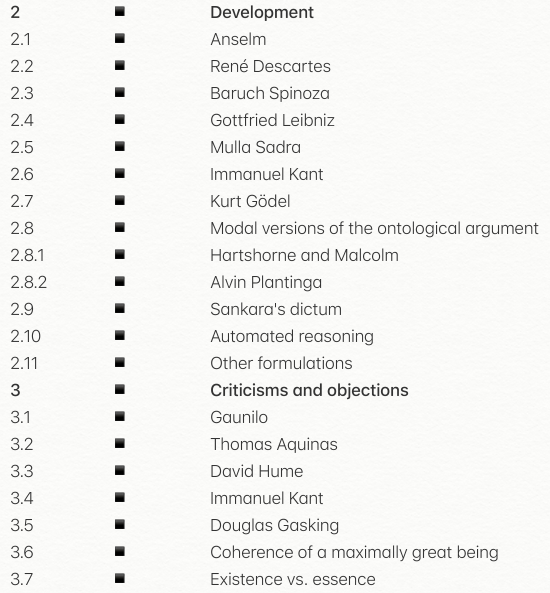 2 ▪ Development
2.1 ▪ Anselm
2.2 ▪ René Descartes
2.3 ▪ Baruch Spinoza
2.4 ▪ Gottfried Leibniz
2.5 ▪ Mulla Sadra
2.6 ▪ Immanuel Kant
2.7 ▪ Kurt Gödel
2.8 ▪ Modal versions of the ontological argument
2.8.1 ▪ Hartshorne and Malcolm
2.8.2 ▪ Alvin Plantinga
2.9 ▪ Sankara's dictum
2.10 ▪ Automated reasoning
2.11 ▪ Other formulations
3 ▪ Criticisms and objections
3.1 ▪ Gaunilo
3.2 ▪ Thomas Aquinas
3.3 ▪ David Hume
3.4 ▪ Immanuel Kant
3.5 ▪ Douglas Gasking
3.6 ▪ Coherence of a maximally great being
3.7 ▪ Existence vs. essence